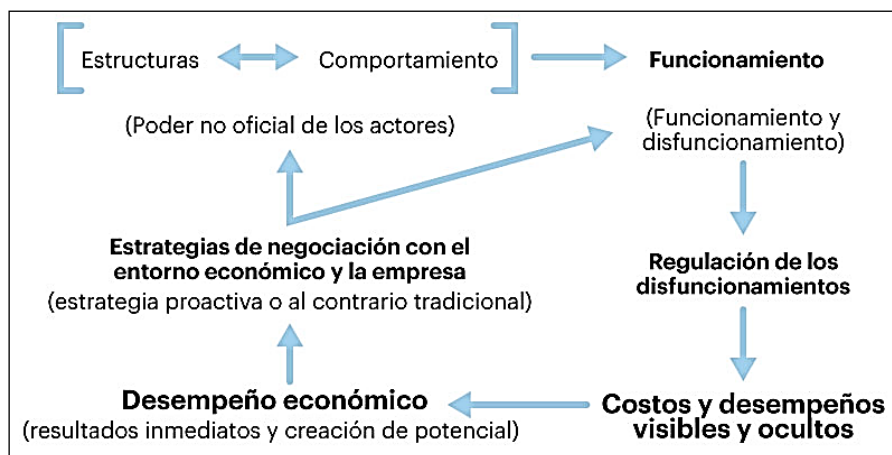 Estructuras
Comportamiento
Funcionamiento
(Poder no oficial de los actores)
(Funcionamiento y
disfuncionamiento)
Estrategias de negociación con el
entorno económico y la empresa
(estrategia proactiva o al contrario tradicional)
Regulación de los
disfuncionamientos
Desempeño económico
(resultados inmediatos y creación de potencial)
Costos y desempeños
visibles y ocultos